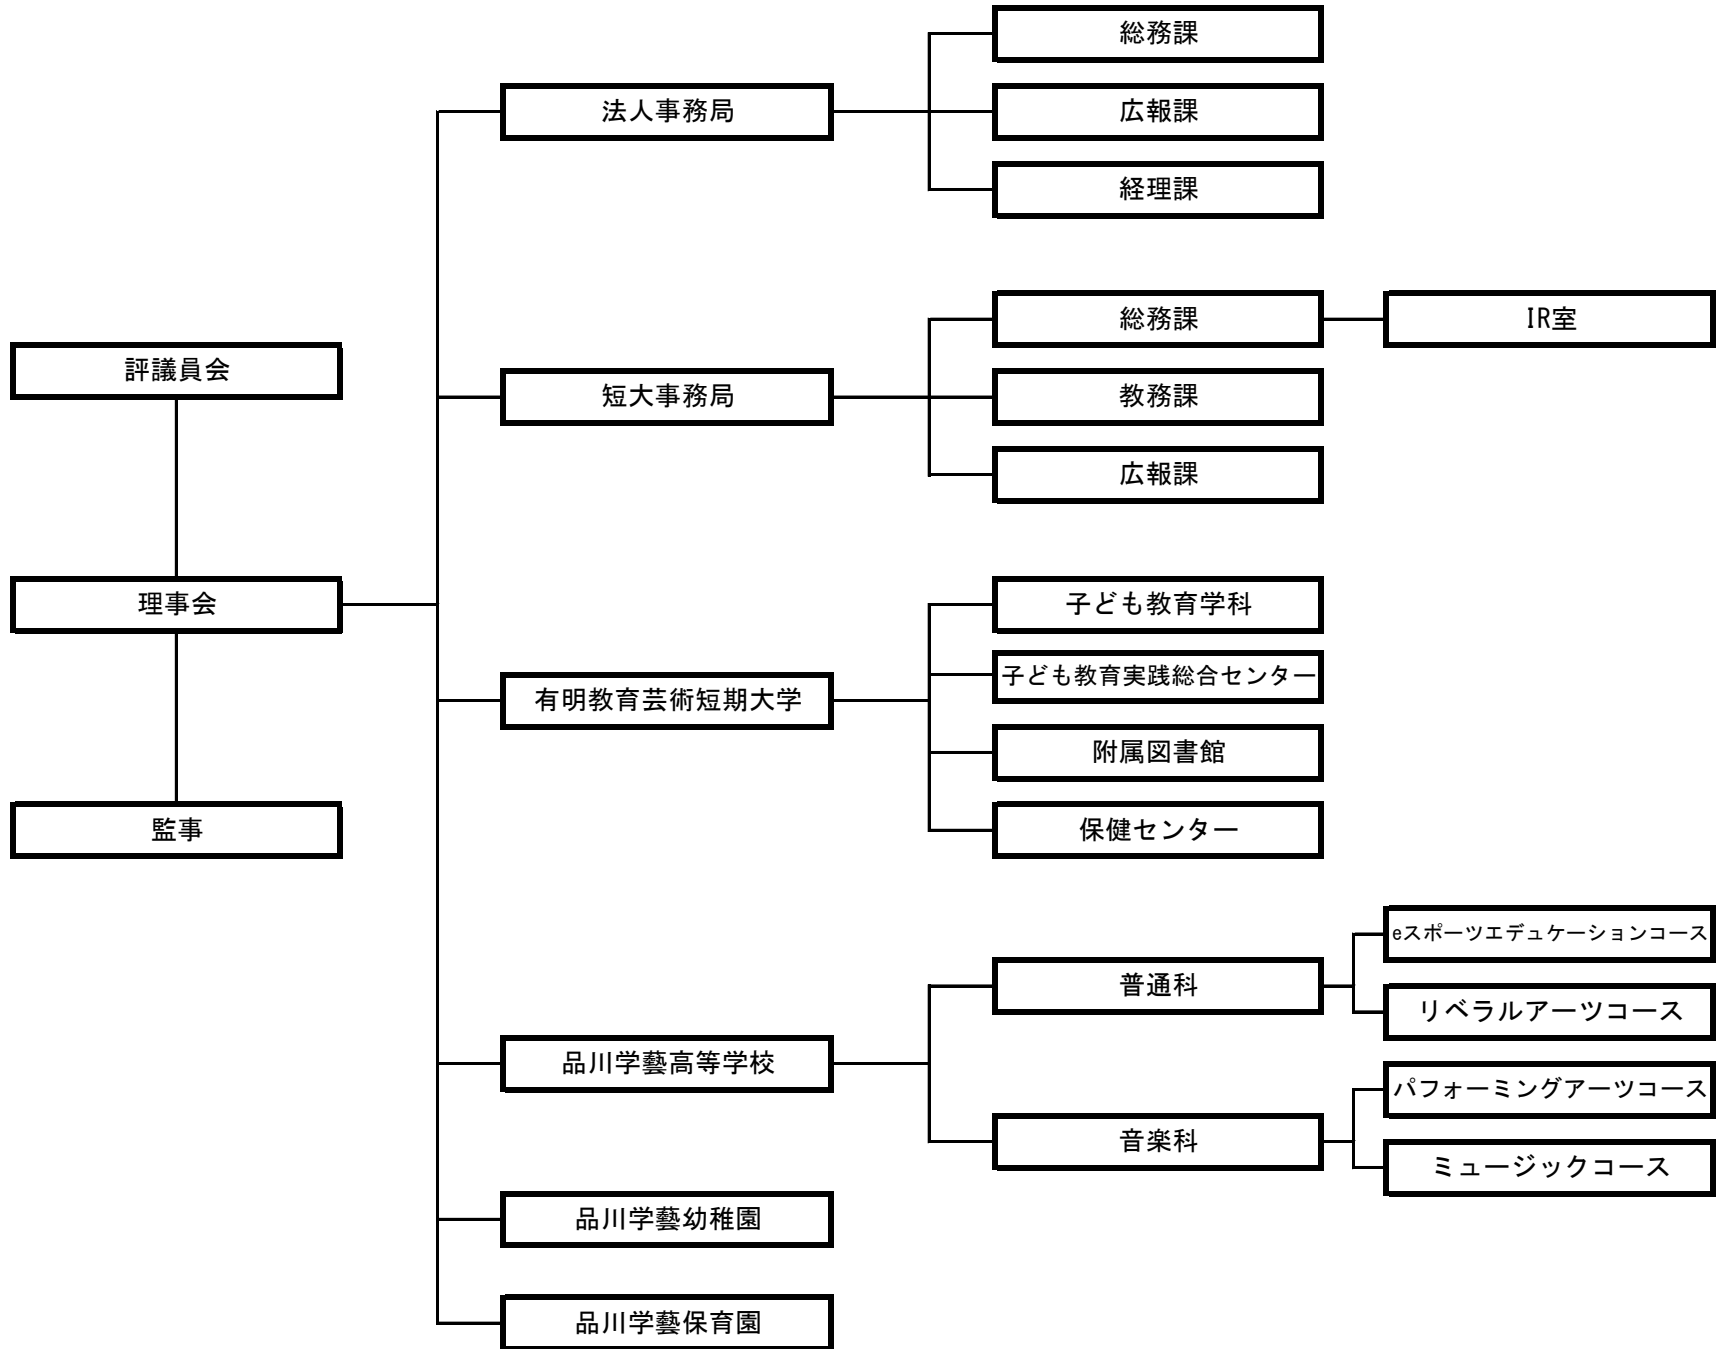 評議員会
理事会
監事
法人事務局
総務課
広報課
経理課
短大事務局
総務課
IR室
教務課
広報課
有明教育芸術短期大学
子ども教育学科
子ども教育実践総合センター
附属図書館
保健センター
品川学藝高等学校
普通科
eスポーツエデュケーションコース
リベラルアーツコース
音楽科
パフォーミングアーツコース
ミュージックコース
品川学藝幼稚園
品川学藝保育園